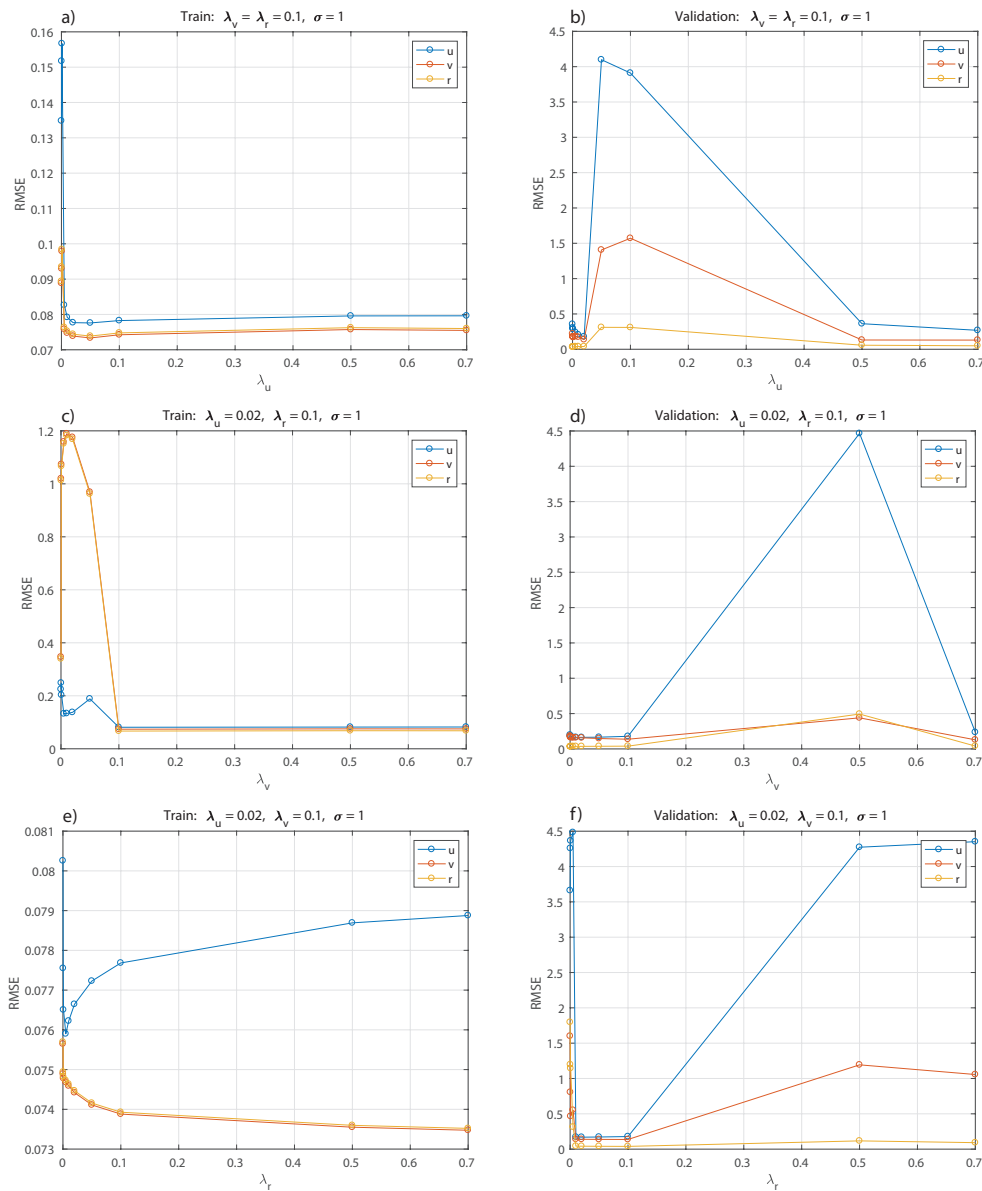 a) Train: λv = λr = 0.1, σ = 1
0.16
0.15
0.14
0.13
0.12
0.11
0.1
0.09
0.08
0.07
RMSE
u
v
r
0 0.1 0.2 0.3 0.4 0.5 0.6 0.7
λu
b) Validation: λv = λr = 0.1, σ = 1
4.5
4
3.5
3
2.5
2
1.5
1
0.5
0
RMSE
u
v
r
0 0.1 0.2 0.3 0.4 0.5 0.6 0.7
λu
c) Train: λu = 0.02, λr = 0.1, σ = 1
1.2
1
0.8
0.6
0.4
0.2
0
RMSE
u
v
r
0 0.1 0.2 0.3 0.4 0.5 0.6 0.7
λv
d) Validation: λu = 0.02, λr = 0.1, σ = 1
4.5
4.5
3.5
3
2.5
2
1.5
1
0.5
0
RMSE
u
v
r
0 0.1 0.2 0.3 0.4 0.5 0.6 0.7
λv
e) Train: λu = 0.02, λv = 0.1, σ = 1
0.081
0.08
0.079
0.078
0.077
0.076
0.075
0.074
0.073
RMSE
u
v
r
0 0.1 0.2 0.3 0.4 0.5 0.6 0.7
λr
f) Validation: λu = 0.02, λv = 0.1, σ = 1
4.5
4
3.5
4
2.5
2
1.5
1
0.5
0
RMSE
u
v
r
0 0.1 0.2 0.3 0.4 0.5 0.6 0.7
λr